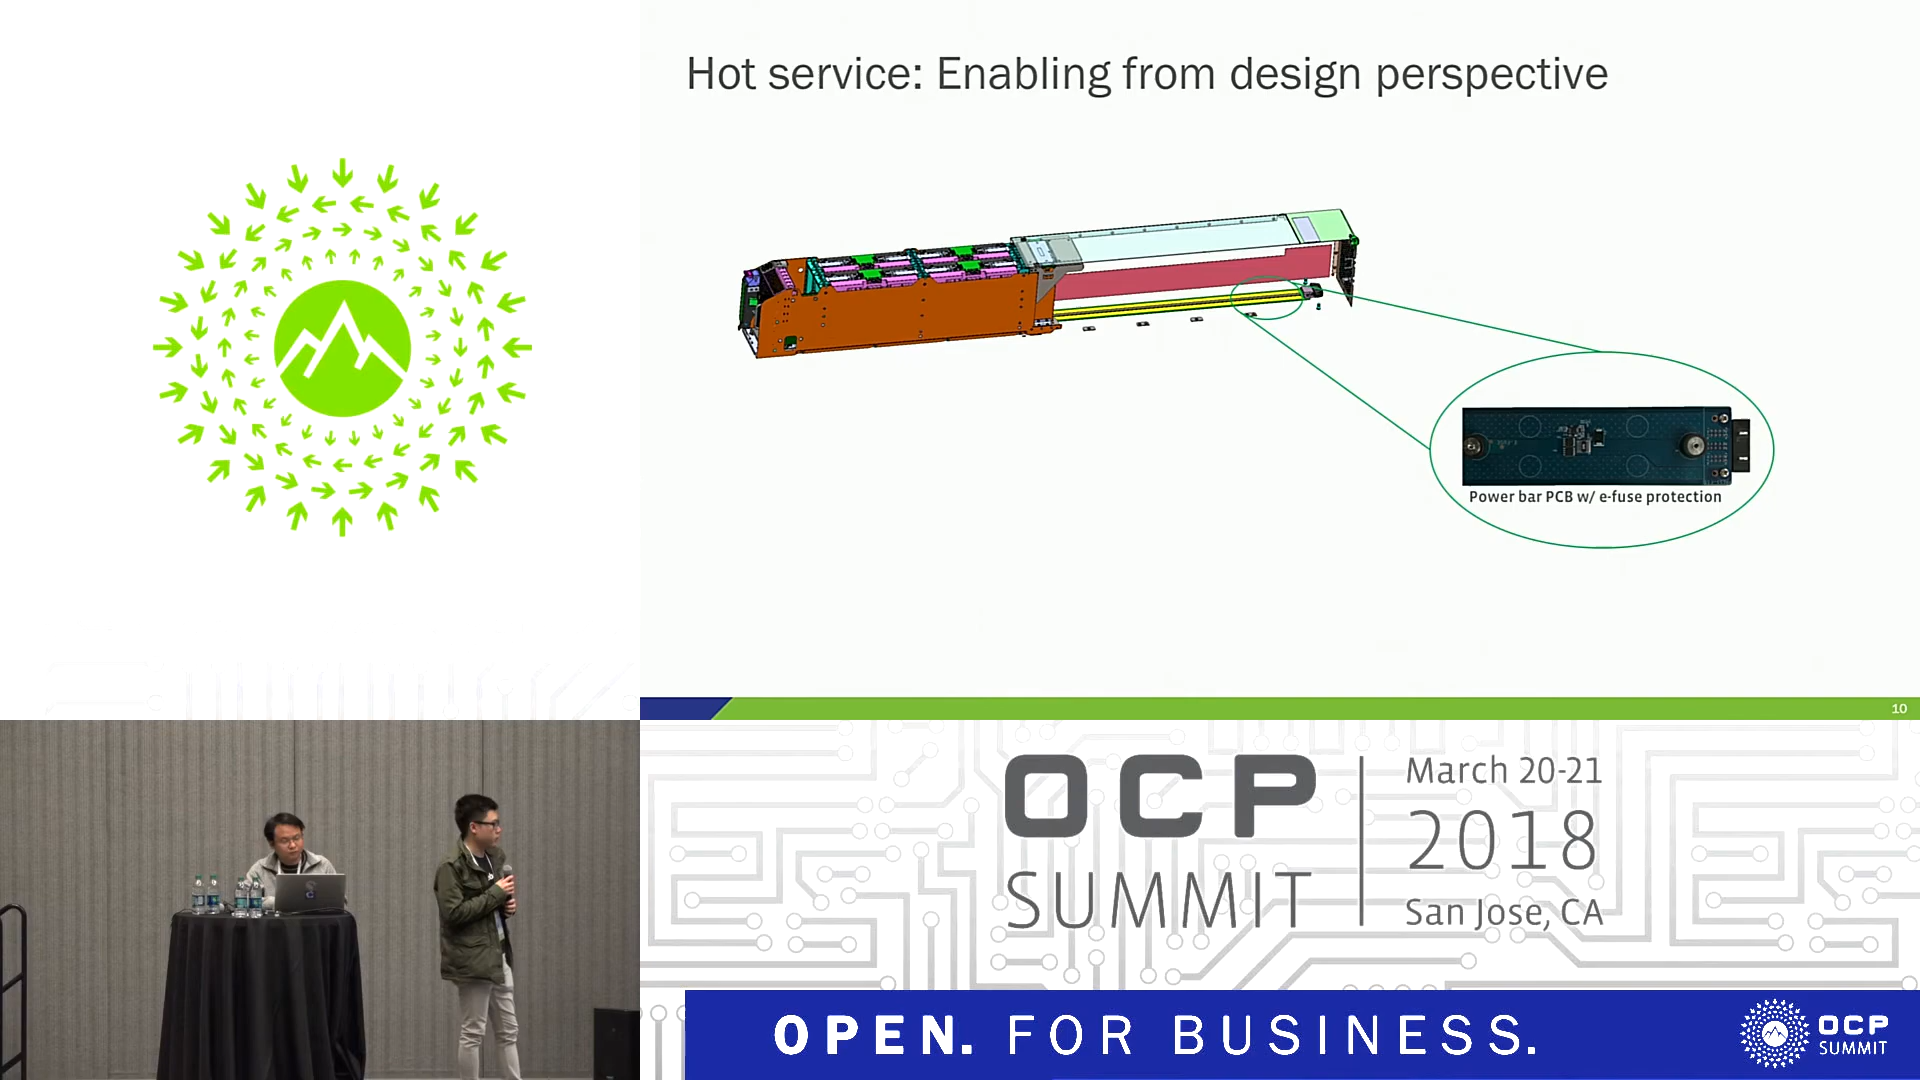 Hot service: Enabling from design perspective
Power bar PCB w/ e-fuse protection
10
OCP
SUMMIT
March 20-21
2018
San Jose, CA
OPEN. FOR BUSINESS.
OCP
SUMMIT